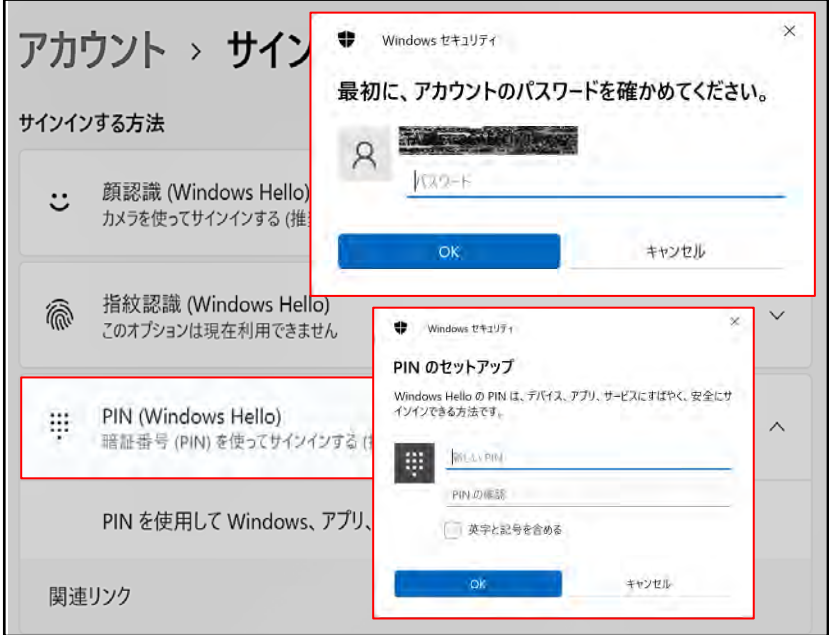 アカウント › サイン
サインインする方法
顔認識 (Windows Hello)
カメラを使ってサインインする (推
指紋認識 (Windows Hello)
このオプションは現在利用できません
PIN (Windows Hello)
暗証番号 (PIN) を使ってサインインする (
PIN を使用して Windows、アプリ、
関連リンク
Windows セキュリティ
最初に、アカウントのパスワードを確かめてください。
パスワード
OK
キャンセル
Windows セキュリティ
PIN のセットアップ
Windows Hello の PIN は、デバイス、アプリ、サービスにすばやく、安全にサ
インインできる方法です。
新しい PIN
PIN の確認
英字と記号を含める
OK
キャンセル